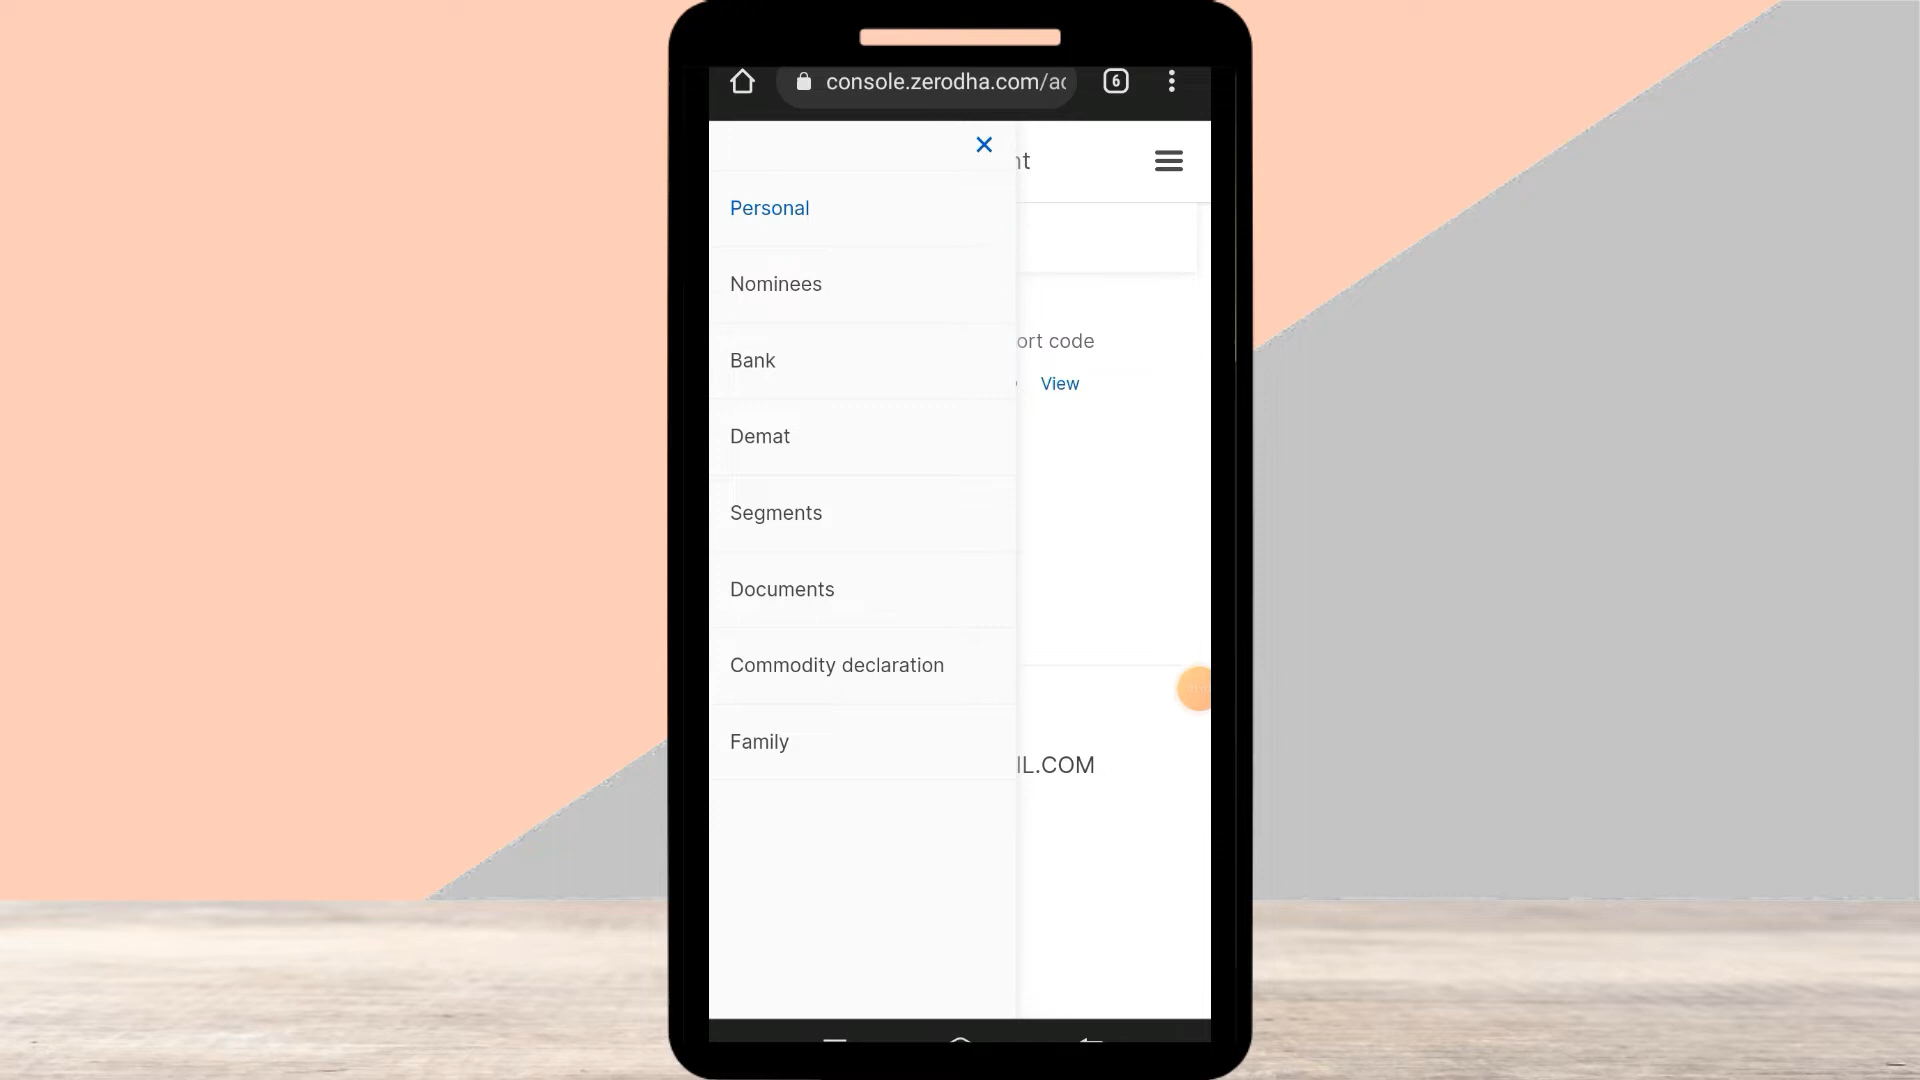 console.zerodha.com/ac
6
nt
Personal
Nominees
Bank
ort code
View
Demat
Segments
Documents
Commodity declaration
Family
IL.COM